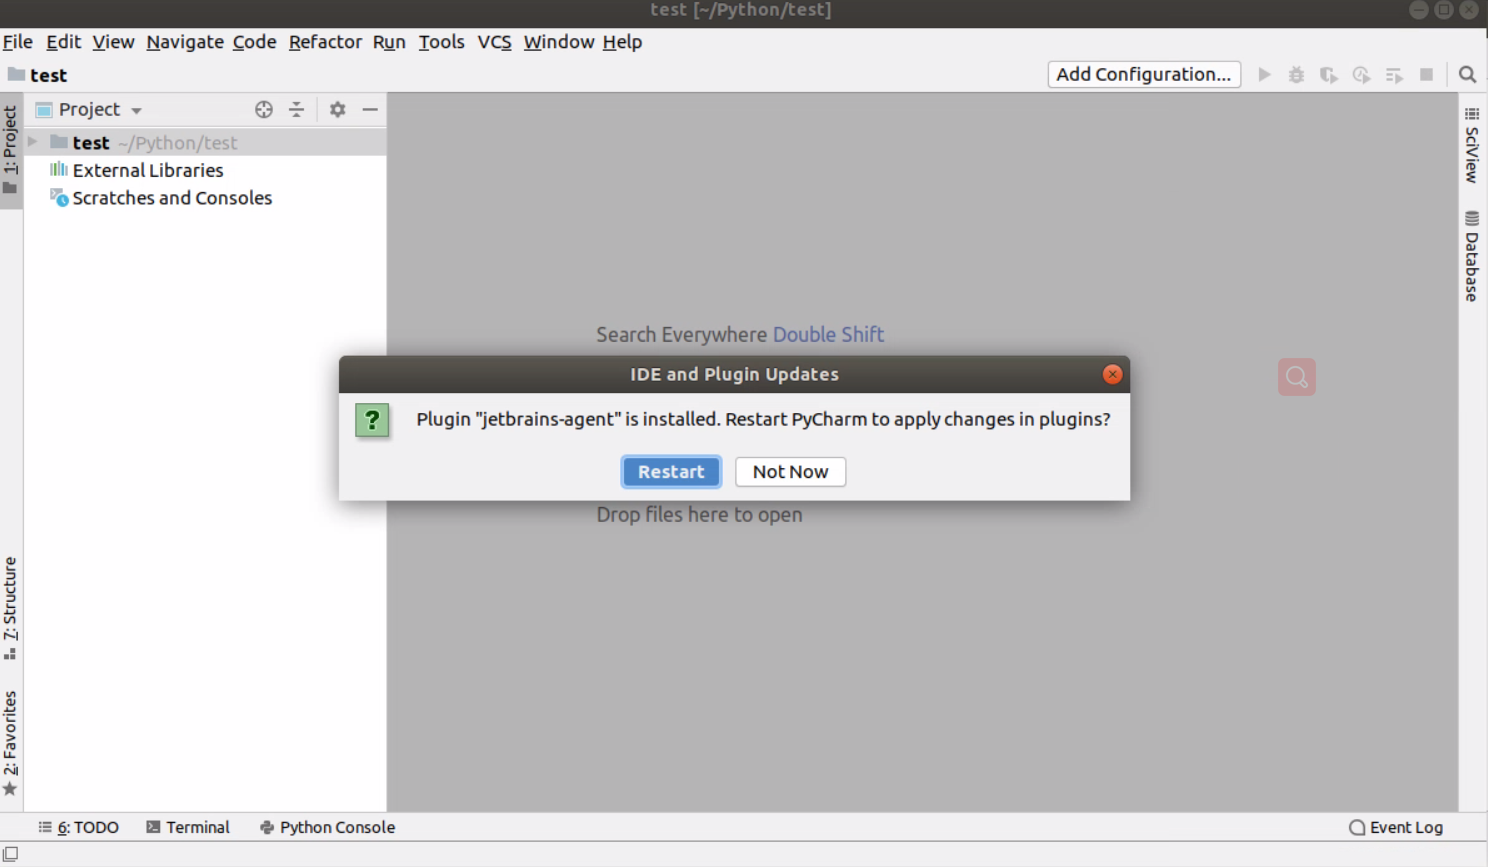 test [~/Python/test]
File Edit View Navigate Code Refactor Run Tools VCS Window Help
test
Add Configuration...
1: Project
Project
test ~/Python/test
External Libraries
Scratches and Consoles
SciView
Database
Search Everywhere Double Shift
IDE and Plugin Updates
Plugin "jetbrains-agent" is installed. Restart PyCharm to apply changes in plugins?
Restart
Not Now
Drop files here to open
7: Structure
2: Favorites
6: TODO
Terminal
Python Console
Event Log